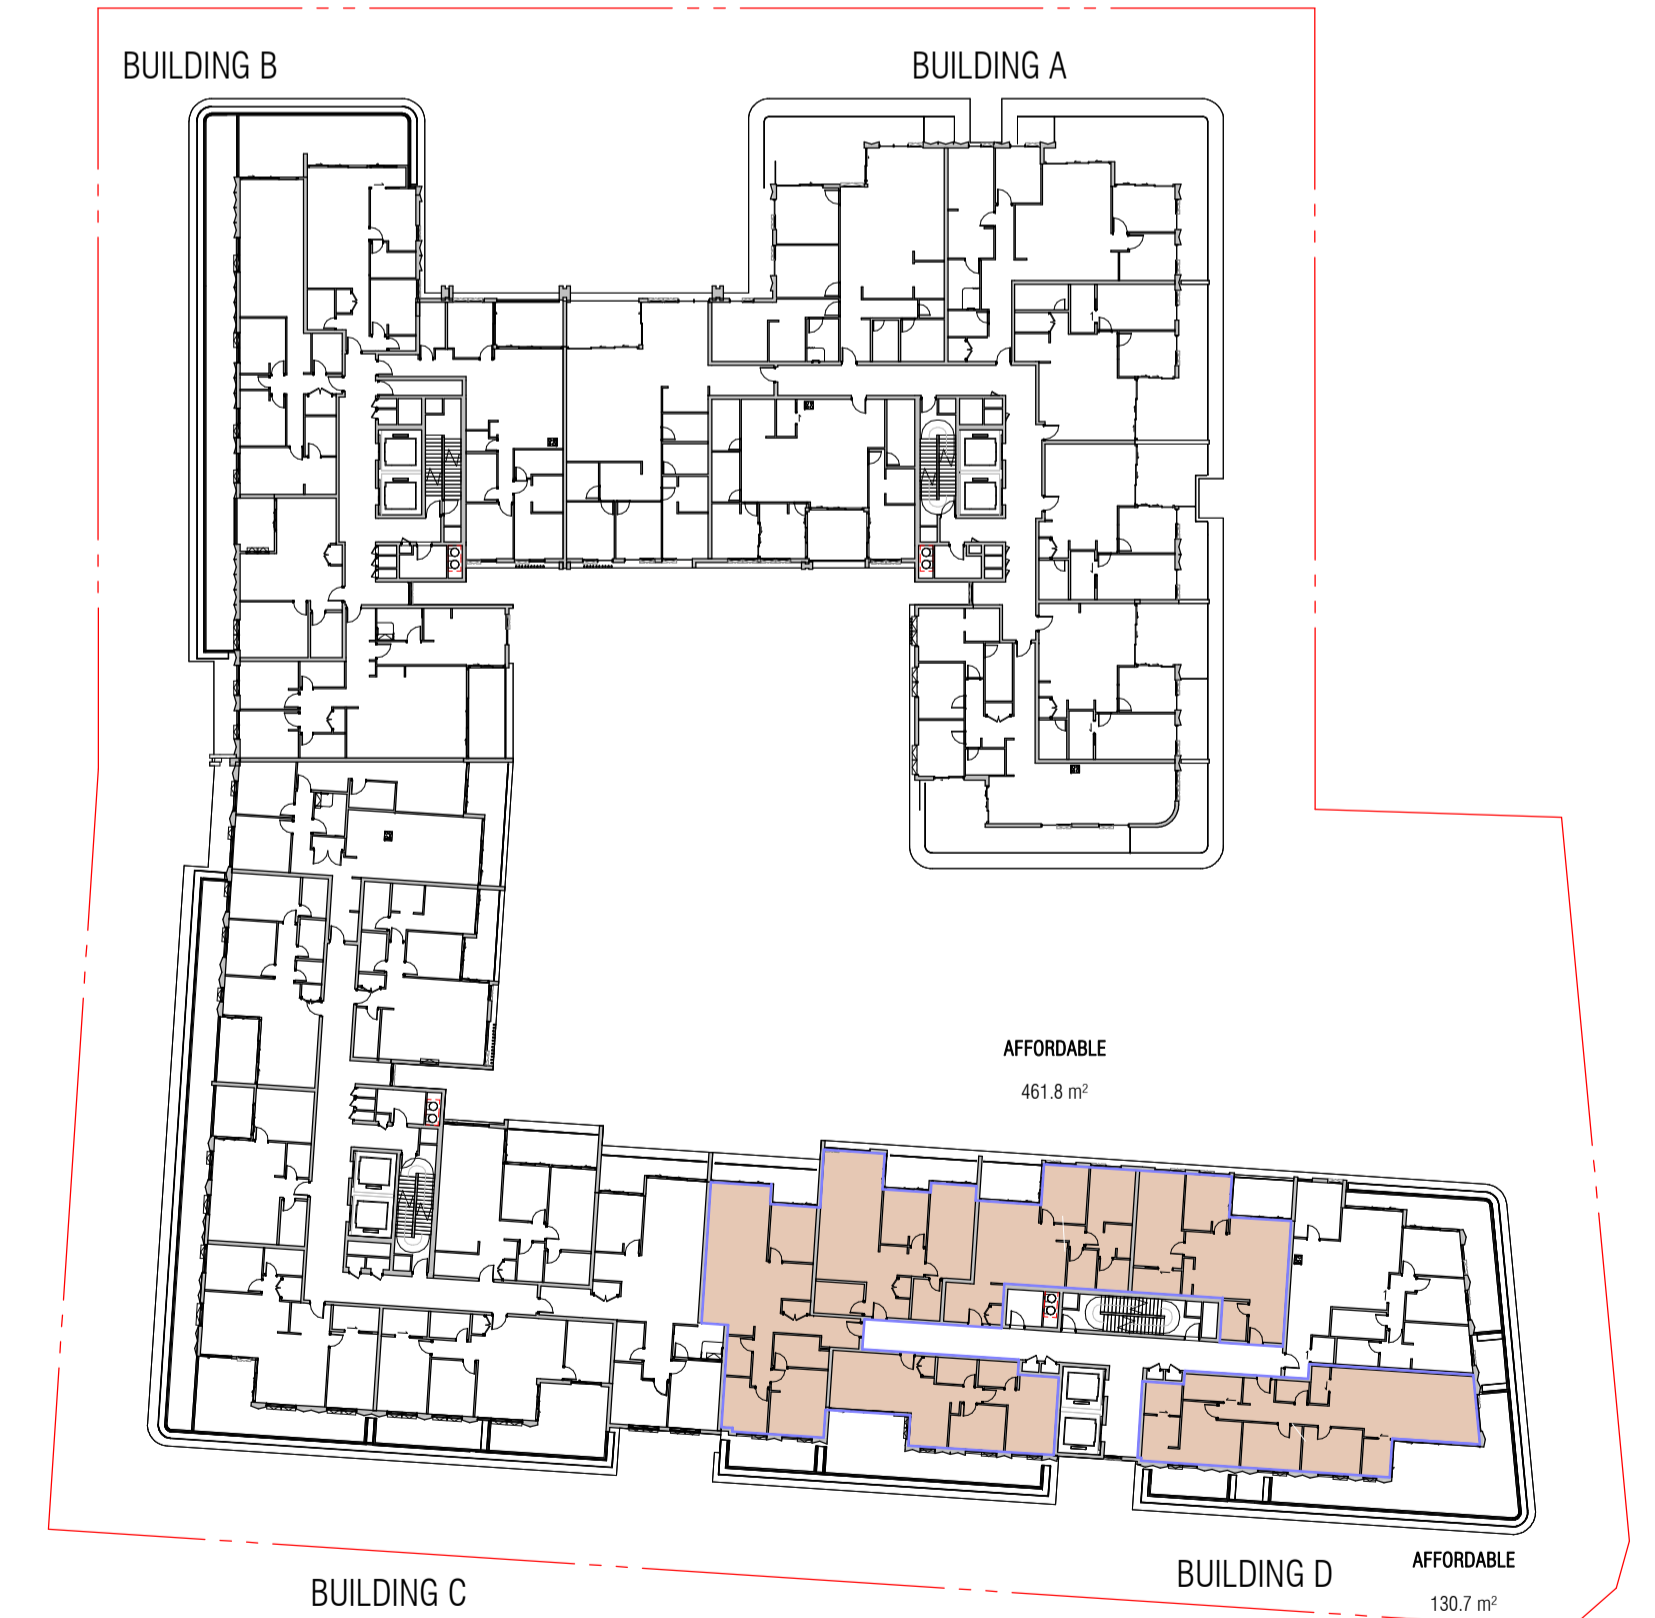 BUILDING B
BUILDING A
AFFORDABLE
461.8 m²
BUILDING D
AFFORDABLE
BUILDING C
130.7 m²